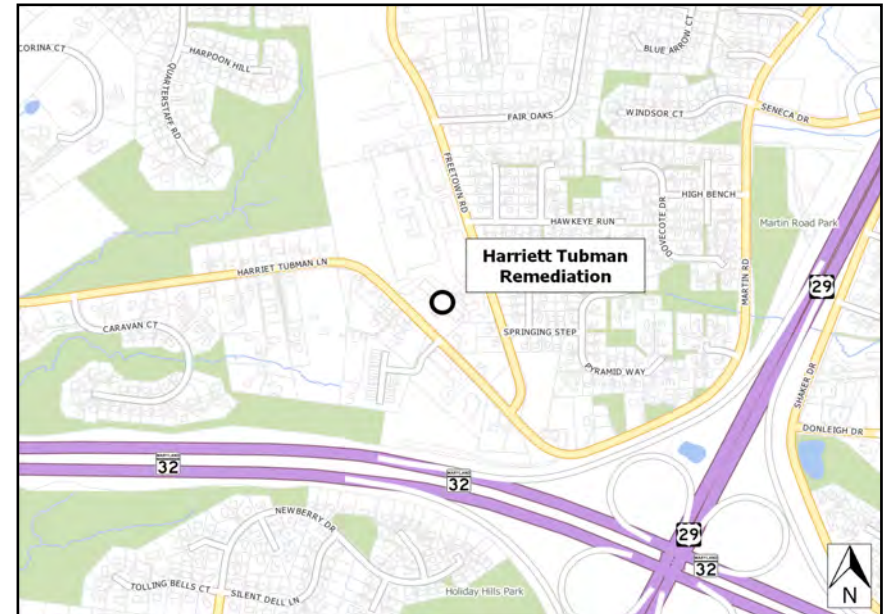 CORINA CT
HARPOON HILL
QUARTERSTAFF RD
BLUE ARROW CT
FAIR OAKS
WINDSOR CT
SENECA DR
FREETOWN RD
HIGH BENCH
HAWKEYE RUN
DOVECOTE DR
Martin Road Park
Harriett Tubman
Remediation
HARRIET TUBMAN LN
29
MARTIN RD
CARAVAN CT
SPRINGING STEP
PYRAMID WAY
SHAKER DR
DONLEIGH DR
MARYLAND
32
MARYLAND
32
NEWBERRY DR
29
MARYLAND
32
TOLLING BELLS CT
SILENT DELL LN
Holiday Hills Park
N